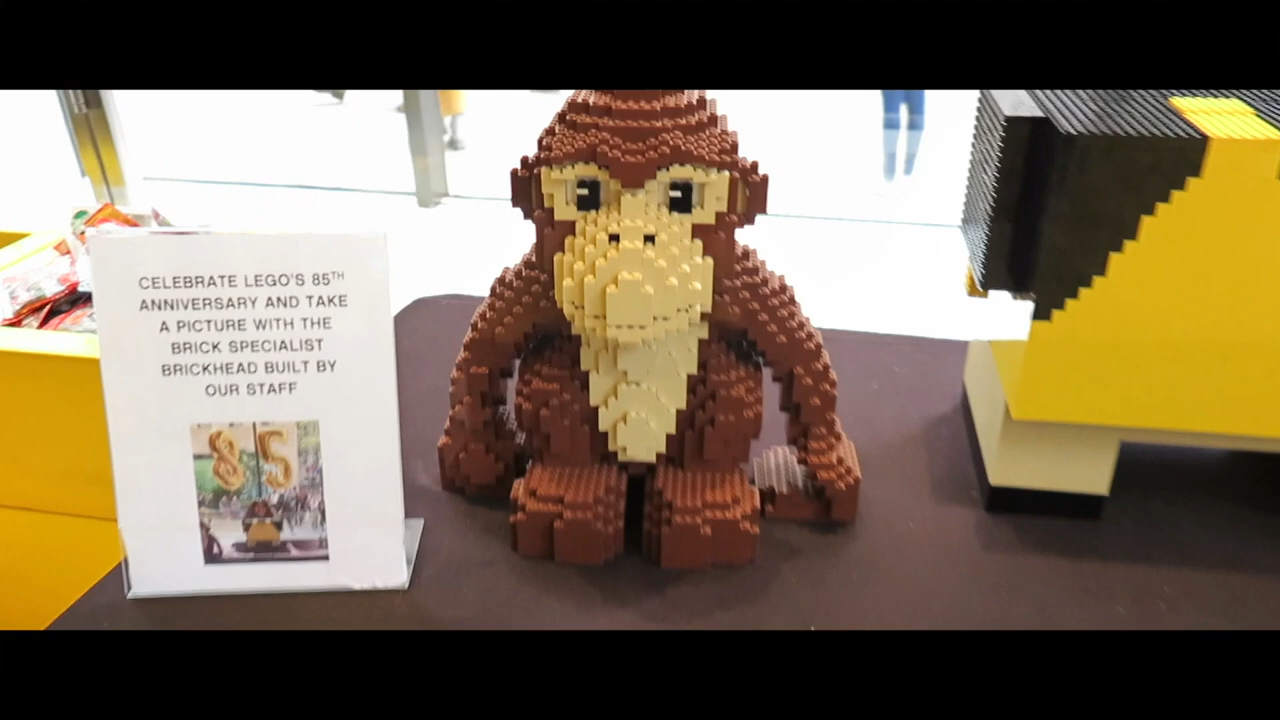 CELEBRATE LEGO'S 85TH
ANNIVERSARY AND TAKE
A PICTURE WITH THE
BRICK SPECIALIST
BRICKHEAD BUILT BY
OUR STAFF
85